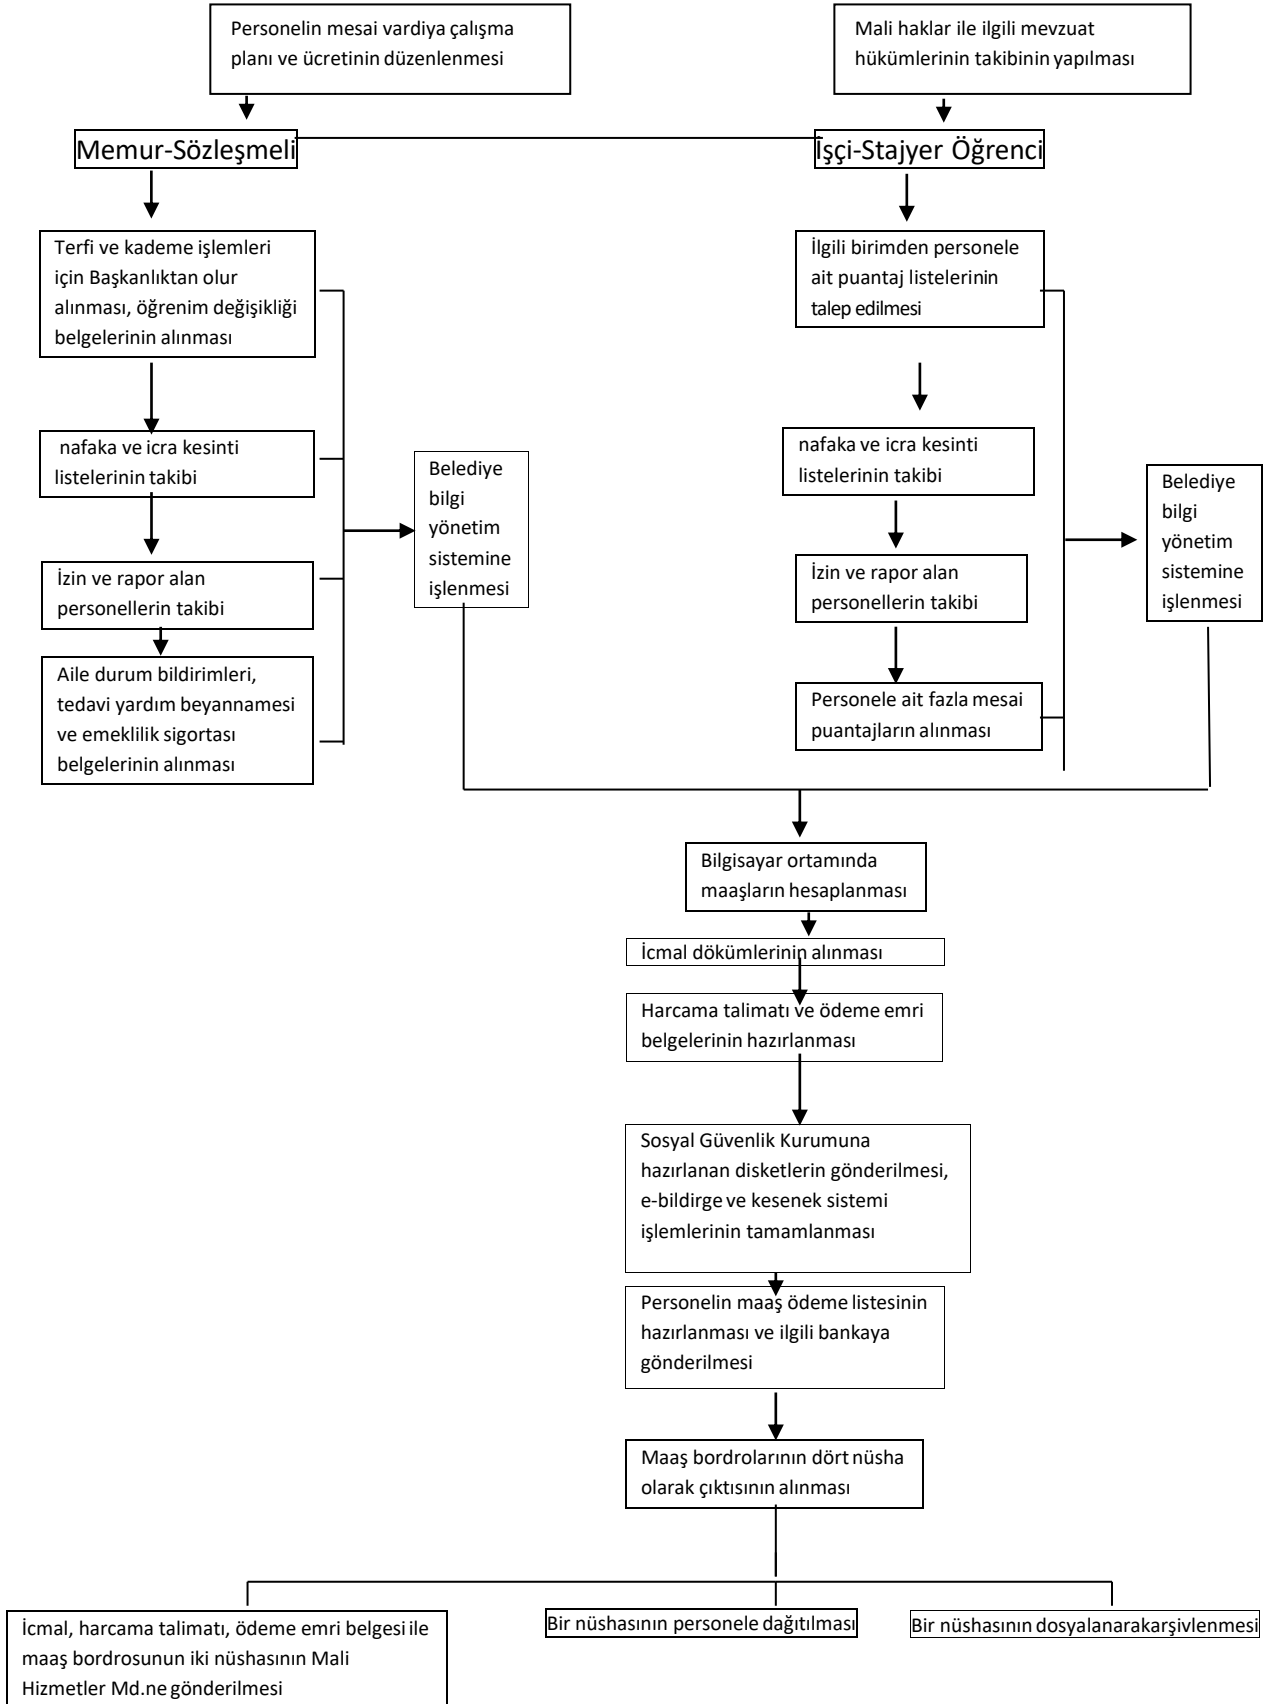 Personelin mesai vardiya çalışma
planı ve ücretinin düzenlenmesi
Mali haklar ile ilgili mevzuat
hükümlerinin takibinin yapılması
Memur-Sözleşmeli
İşçi-Stajyer Öğrenci
Terfi ve kademe işlemleri
için Başkanlıktan olur
alınması, öğrenim değişikliği
belgelerinin alınması
İlgili birimden personele
ait puantaj listelerinin
talep edilmesi
nafaka ve icra kesinti
listelerinin takibi
Belediye
bilgi
yönetim
sistemine
işlenmesi
nafaka ve icra kesinti
listelerinin takibi
Belediye
bilgi
yönetim
sistemine
işlenmesi
İzin ve rapor alan
personellerin takibi
İzin ve rapor alan
personellerin takibi
Aile durum bildirimleri,
tedavi yardım beyannamesi
ve emeklilik sigortası
belgelerinin alınması
Personele ait fazla mesai
puantajların alınması
Bilgisayar ortamında
maaşların hesaplanması
İcmal dökümlerinin alınması
Harcama talimatı ve ödeme emri
belgelerinin hazırlanması
Sosyal Güvenlik Kurumuna
hazırlanan disketlerin gönderilmesi,
e-bildirge ve kesenek sistemi
işlemlerinin tamamlanması
Personelin maaş ödeme listesinin
hazırlanması ve ilgili bankaya
gönderilmesi
Maaş bordrolarının dört nüsha
olarak çıktısının alınması
İcmal, harcama talimatı, ödeme emri belgesi ile
maaş bordrosunun iki nüshasının Mali
Hizmetler Md.ne gönderilmesi
Bir nüshasının personele dağıtılması
Bir nüshasının dosyalanarakarşivlenmesi